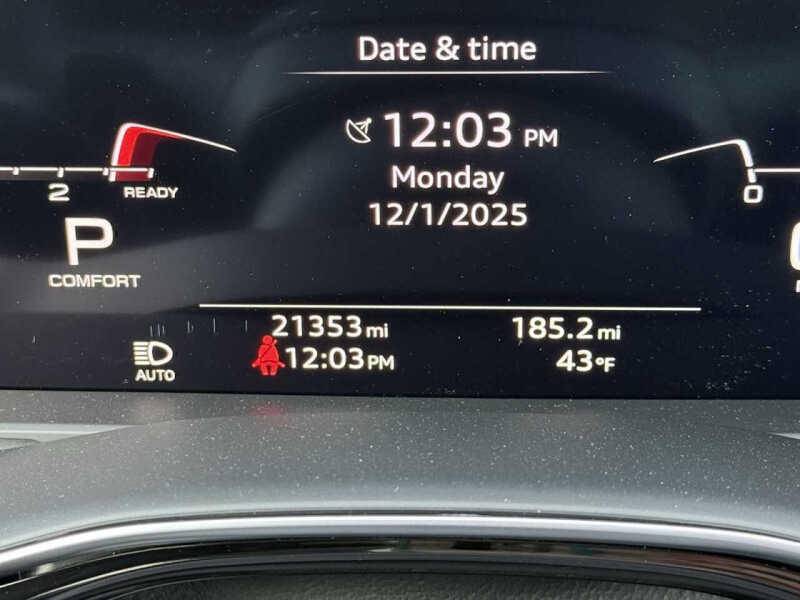 Date & time
12:03 PM
Monday
12/1/2025
2
READY
0
P
COMFORT
21353 mi
185.2 mi
AUTO
12:03 PM
43 °F